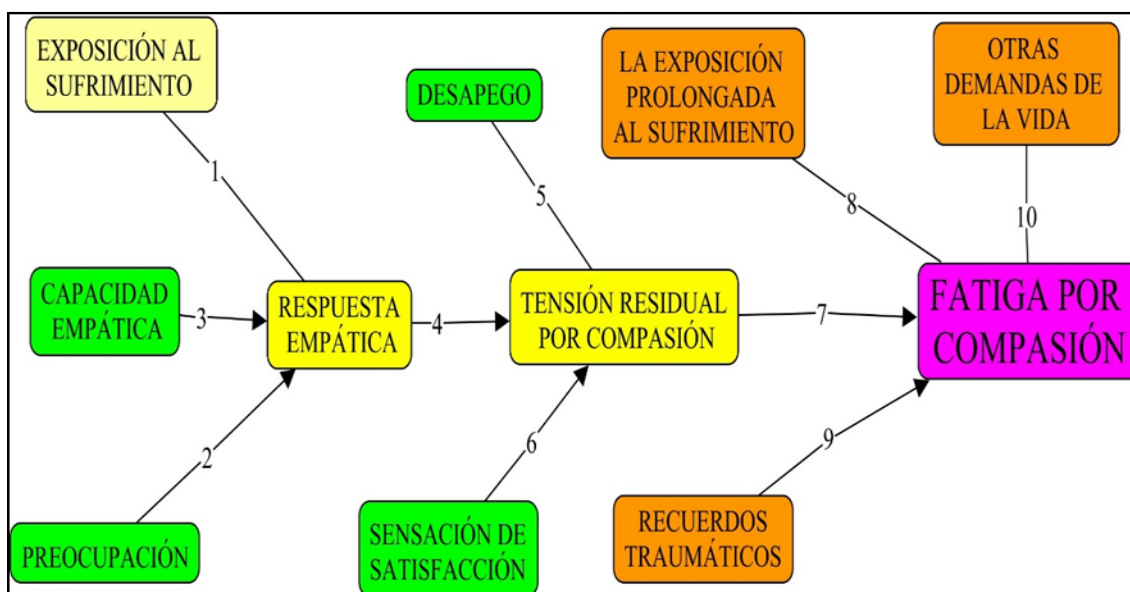 EXPOSICIÓN AL
SUFRIMIENTO
DESAPEGO
LA EXPOSICIÓN
PROLONGADA
AL SUFRIMIENTO
OTRAS
DEMANDAS DE
LA VIDA
1
5
8
10
CAPACIDAD
EMPÁTICA
3
RESPUESTA
EMPÁTICA
4
TENSIÓN RESIDUAL
POR COMPASIÓN
7
FATIGA POR
COMPASIÓN
2
6
9
PREOCUPACIÓN
SENSACIÓN DE
SATISFACCIÓN
RECUERDOS
TRAUMÁTICOS